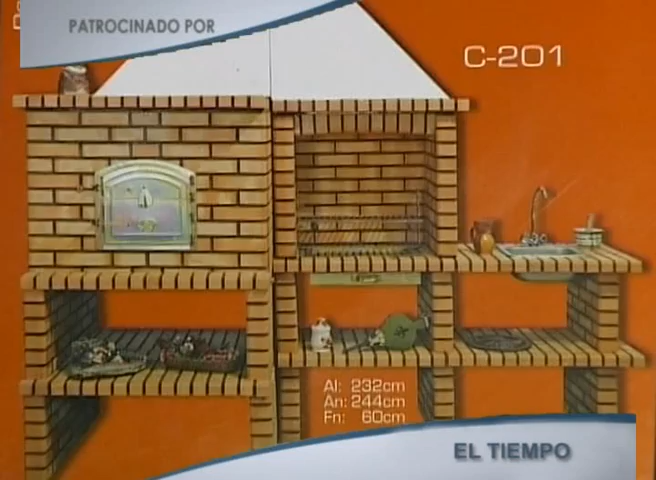 PATROCINADO POR
C-201
Al: 232cm
An: 244cm
Fn: 60cm
EL TIEMPO